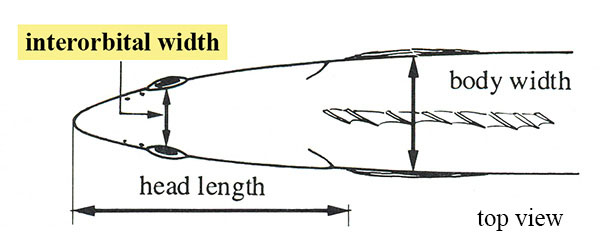 interorbital width
body width
head length
top view